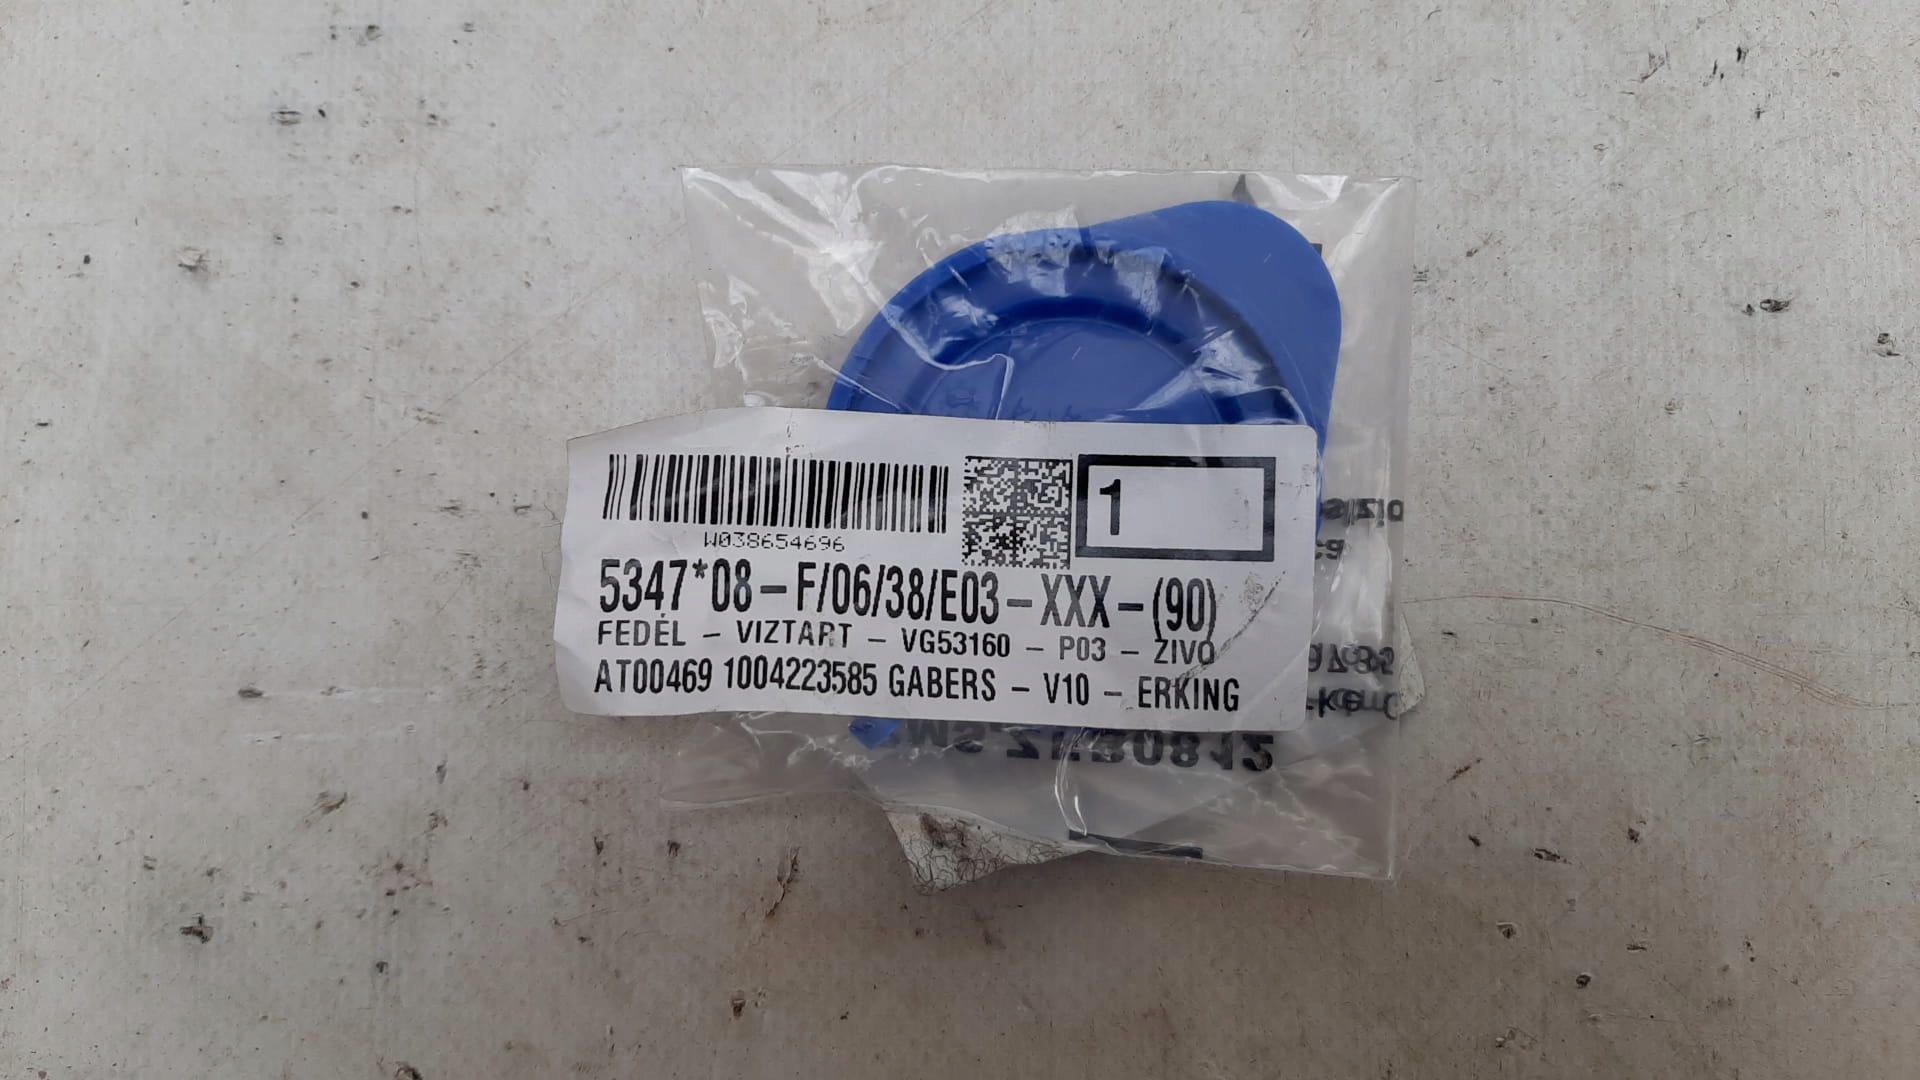 1
W038654696
5347*08-F/06/38/E03-XXX-(90)
FEDÉL - VIZTART - VG53160 - P03 - ZIVO
AT00469 1004223585 GABERS - V10 - ERKING